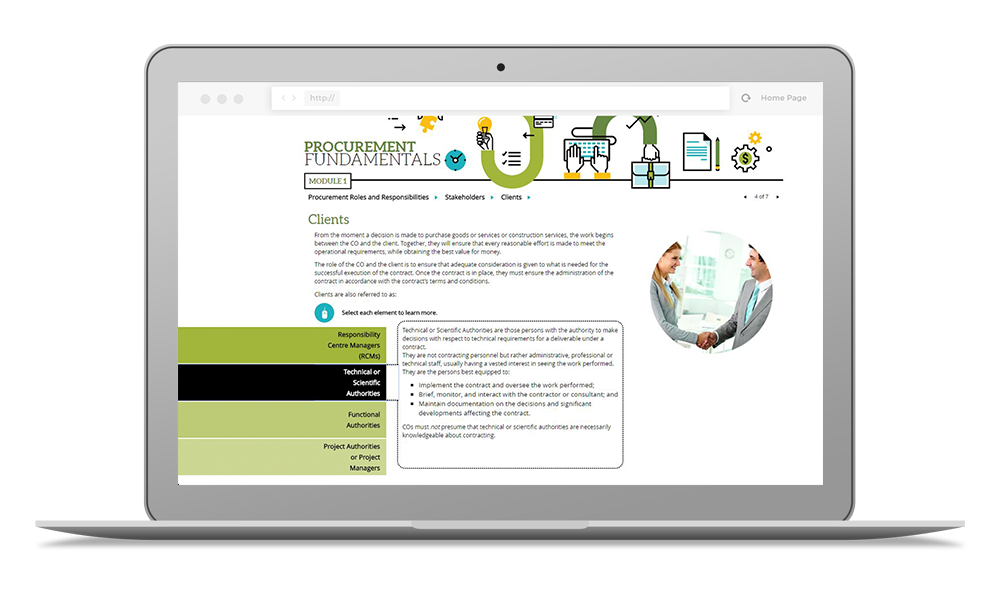 http://
Home Page
PROCUREMENT
FUNDAMENTALS
MODULE 1
$
Procurement Roles and Responsibilities
Stakeholders
Clients
4 of 7
Clients
From the moment a decision is made to purchase goods or services or construction services, the work begins
between the CO and the client. Together, they will ensure that every reasonable effort is made to meet the
operational requirements, while obtaining the best value for money.
The role of the CO and the client is to ensure that adequate consideration is given to what is needed for the
successful execution of the contract. Once the contract is in place, they must ensure the administration of the
contract in accordance with the contract's terms and conditions.
Clients are also referred to as:
Select each element to learn more.
Responsibility
Centre Managers
(RCMs)
Technical or
Scientific
Authorities
Functional
Authorities
Project Authorities
or Project
Managers
Technical or Scientific Authorities are those persons with the authority to make
decisions with respect to technical requirements for a deliverable under a
contract.
They are not contracting personnel but rather administrative, professional or
technical staff, usually having a vested interest in seeing the work performed.
They are the persons best equipped to:
▪ Implement the contract and oversee the work performed;
▪ Brief, monitor, and interact with the contractor or consultant; and
▪ Maintain documentation on the decisions and significant
developments affecting the contract.
COs must not presume that technical or scientific authorities are necessarily
knowledgeable about contracting.